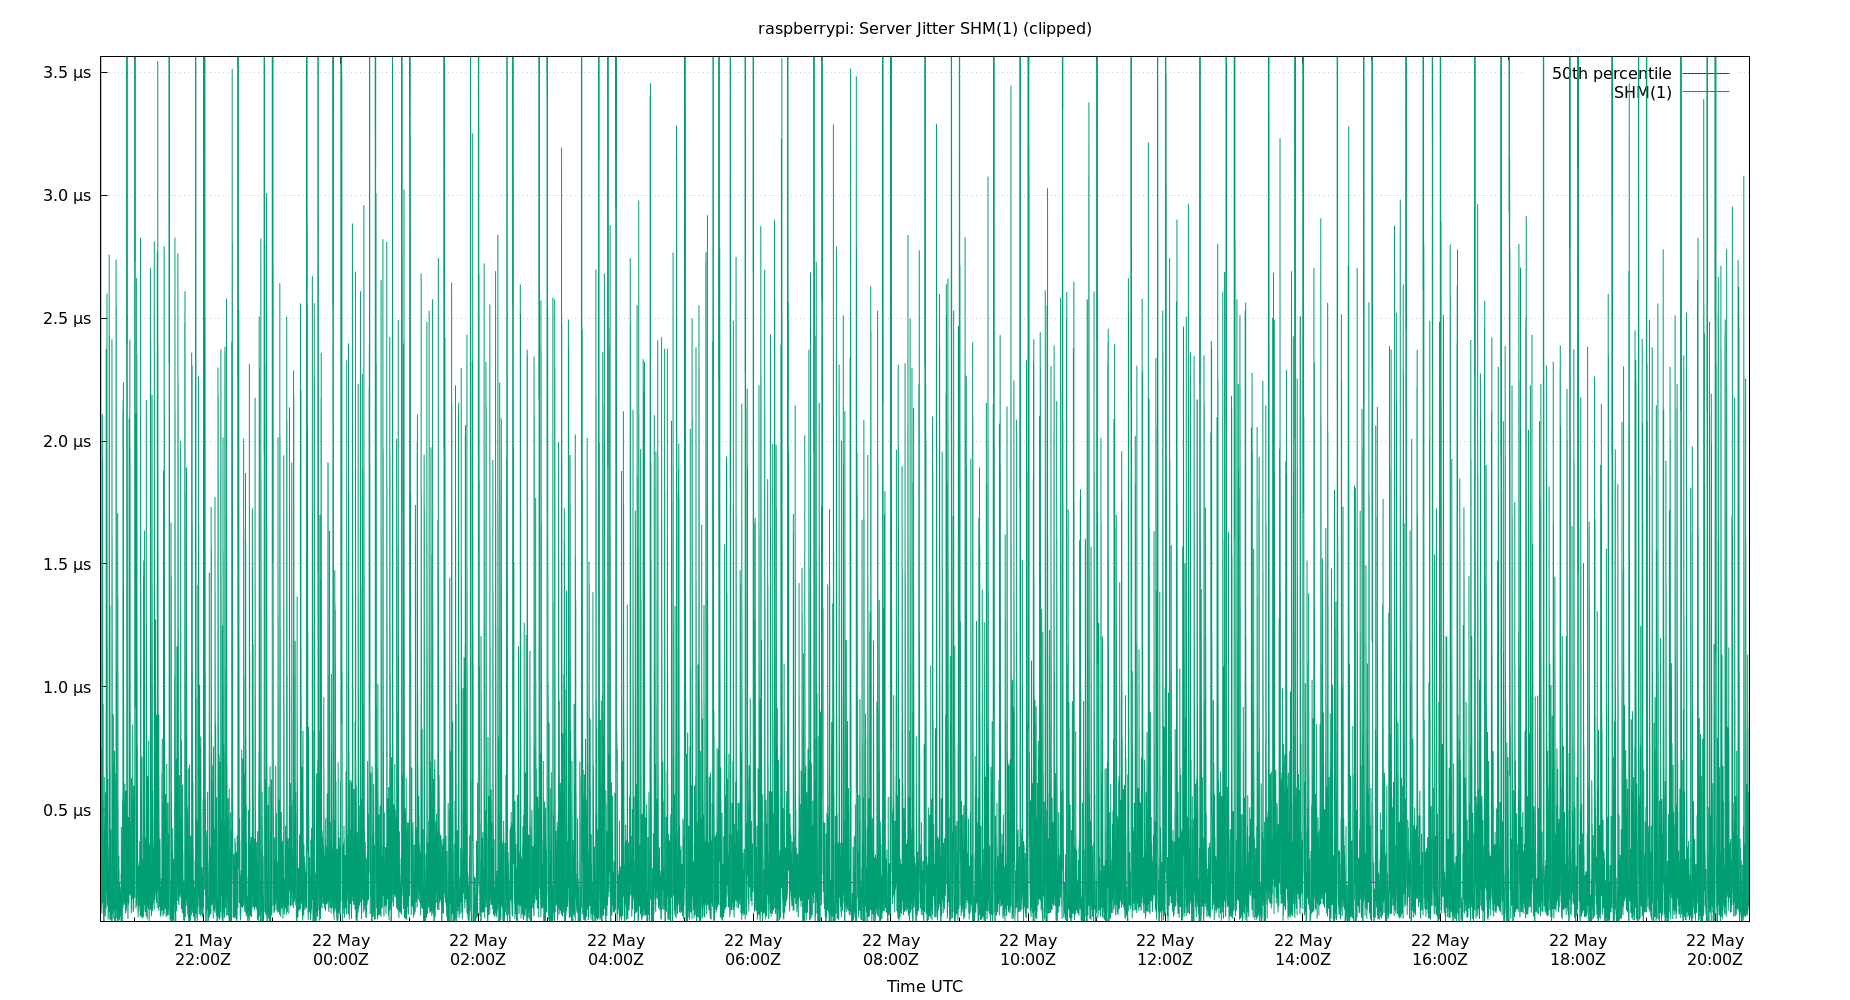 raspberrypi: Server Jitter SHM(1) (clipped)
3.5 µs
50th percentile
SHM(1)
3.0 µs
2.5 µs
2.0 µs
1.5 µs
1.0 µs
0.5 µs
21 May 22 May 22 May 22 May 22 May 22 May 22 May 22 May 22 May 22 May 22 May 22 May
22:00Z 00:00Z 02:00Z 04:00Z 06:00Z 08:00Z 10:00Z 12:00Z 14:00Z 16:00Z 18:00Z 20:00Z
Time UTC